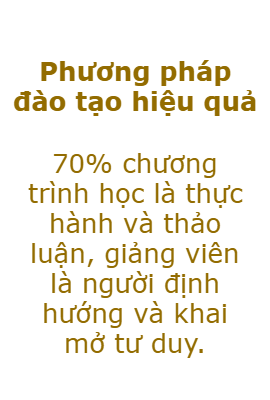 Phương pháp
đào tạo hiệu quả
70% chương
trình học là thực
hành và thảo
luận, giảng viên
là người định
hướng và khai
mở tư duy.